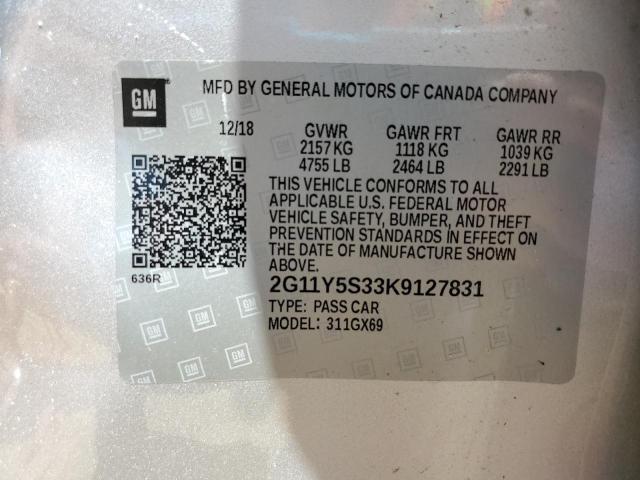 GM
MFD BY GENERAL MOTORS OF CANADA COMPANY
12/18 GVWR GAWR FRT GAWR RR
2157 KG 1118 KG 1039 KG
4755 LB 2464 LB 2291 LB
THIS VEHICLE CONFORMS TO ALL
APPLICABLE U.S. FEDERAL MOTOR
VEHICLE SAFETY, BUMPER, AND THEFT
PREVENTION STANDARDS IN EFFECT ON
THE DATE OF MANUFACTURE SHOWN
ABOVE.
636R
2G11Y5S33K9127831
TYPE: PASS CAR
MODEL: 311GX69